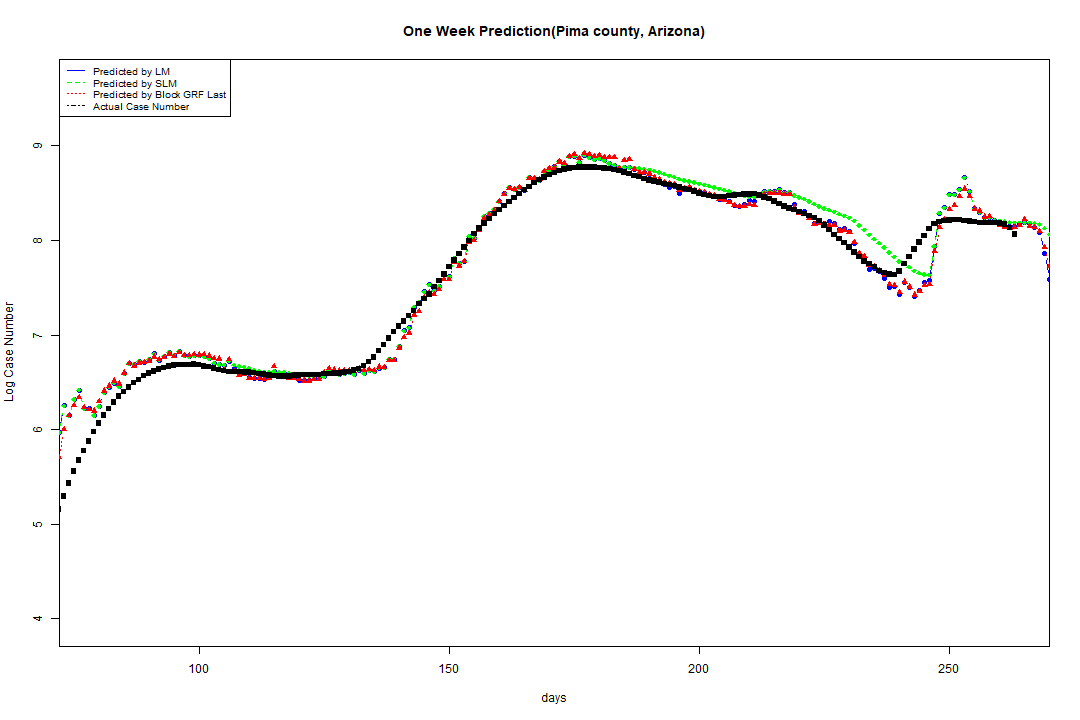 One Week Prediction(Pima county, Arizona)
Predicted by LM
Predicted by SLM
Predicted by Block GRF Last
Actual Case Number
Log Case Number
9
8
7
6
5
4
100 150 200 250
days